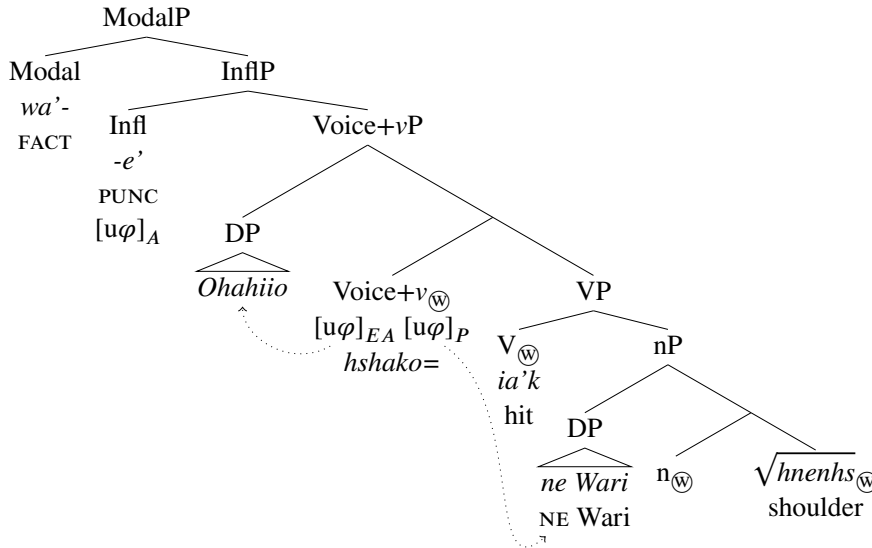 ModalP
Modal InflP
wa'-
FACT
Infl Voice+vP
-e'
PUNC
[uφ]A
DP
Ohahiio
Voice+vⓦ VP
[uφ]EA [uφ]P
hshako=
Vⓦ nP
ia'k
hit
DP nⓦ √hnenhsⓦ
ne Wari shoulder
NE Wari